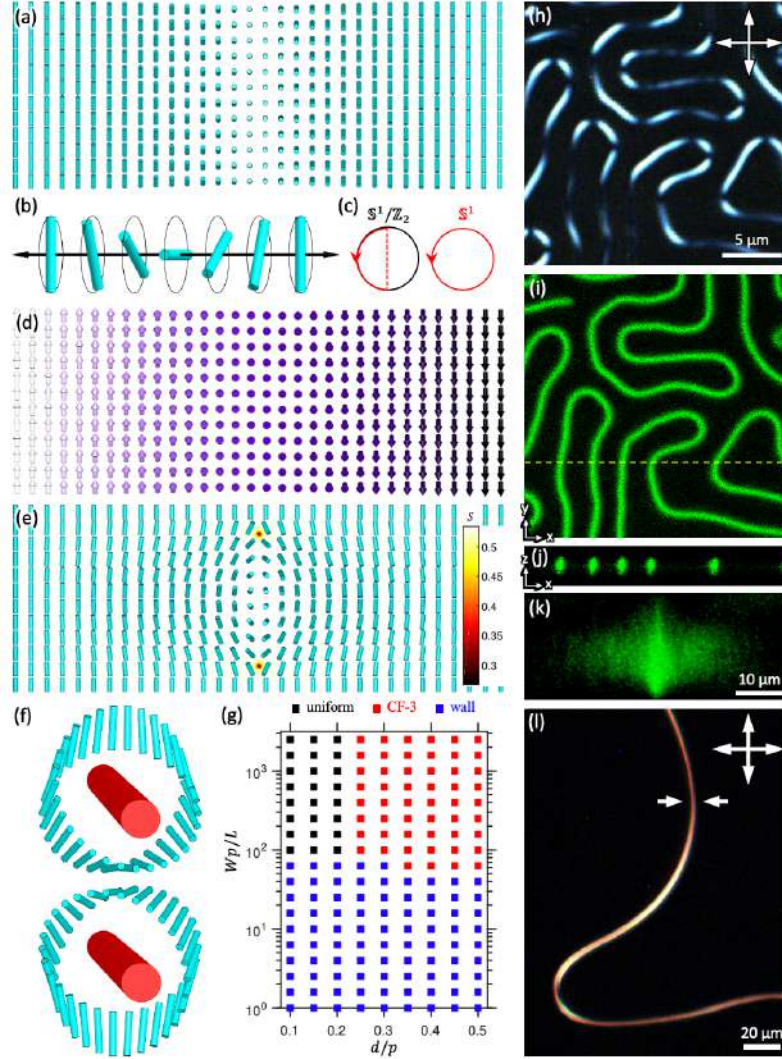 (a)
(b)
(c)
𝕊¹/ℤ₂
𝕊¹
(d)
(e)
S
0.5
0.45
0.4
0.35
0.3
(f)
(g)
uniform
CF-3
wall
Wp/L
10³
10²
10¹
10⁰
0.1
0.2
0.3
0.4
0.5
d/p
(h)
5 μm
(i)
y
x
(j)
z
x
(k)
10 μm
(l)
20 μm